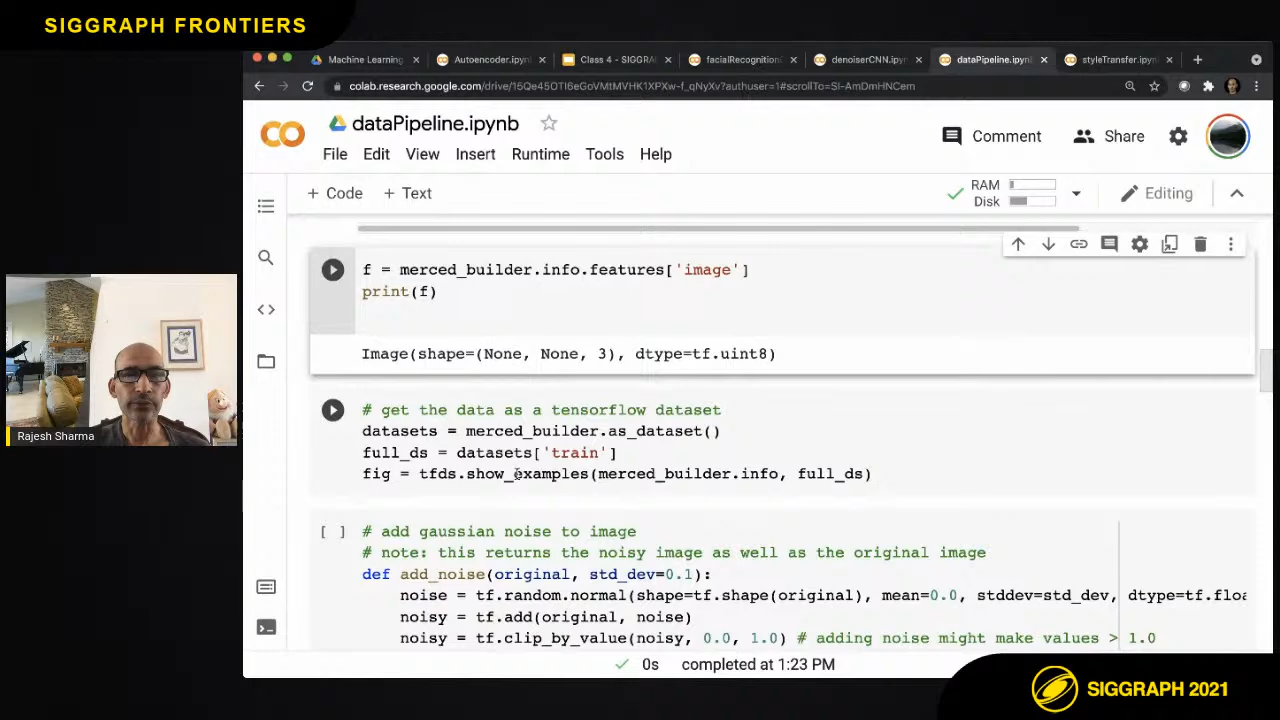 SIGGRAPH FRONTIERS
Machine Learning
Autoencoder.ipynb
Class 4 - SIGGRA
facialRecognition
denoiserCNN.ipyn
dataPipeline.ipynb
styleTransfer.ipynb
colab.research.google.com/drive/15Qe45OTI6eGoVMtMVHK1XPXw-f_qNyXv?authuser=1#scrollTo=SI-AmDmHNCem
dataPipeline.ipynb
Comment
Share
File Edit View Insert Runtime Tools Help
+ Code + Text
RAM
Disk
Editing
f = merced_builder.info.features['image']
print(f)
Image(shape=(None, None, 3), dtype=tf.uint8)
# get the data as a tensorflow dataset
datasets = merced_builder.as_dataset()
full_ds = datasets['train']
fig = tfds.show_examples(merced_builder.info, full_ds)
[ ] # add gaussian noise to image
# note: this returns the noisy image as well as the original image
def add_noise(original, std_dev=0.1):
noise = tf.random.normal(shape=tf.shape(original), mean=0.0, stddev=std_dev, dtype=tf.floa
noisy = tf.add(original, noise)
noisy = tf.clip_by_value(noisy, 0.0, 1.0) # adding noise might make values > 1.0
0s completed at 1:23 PM
Rajesh Sharma
SIGGRAPH 2021